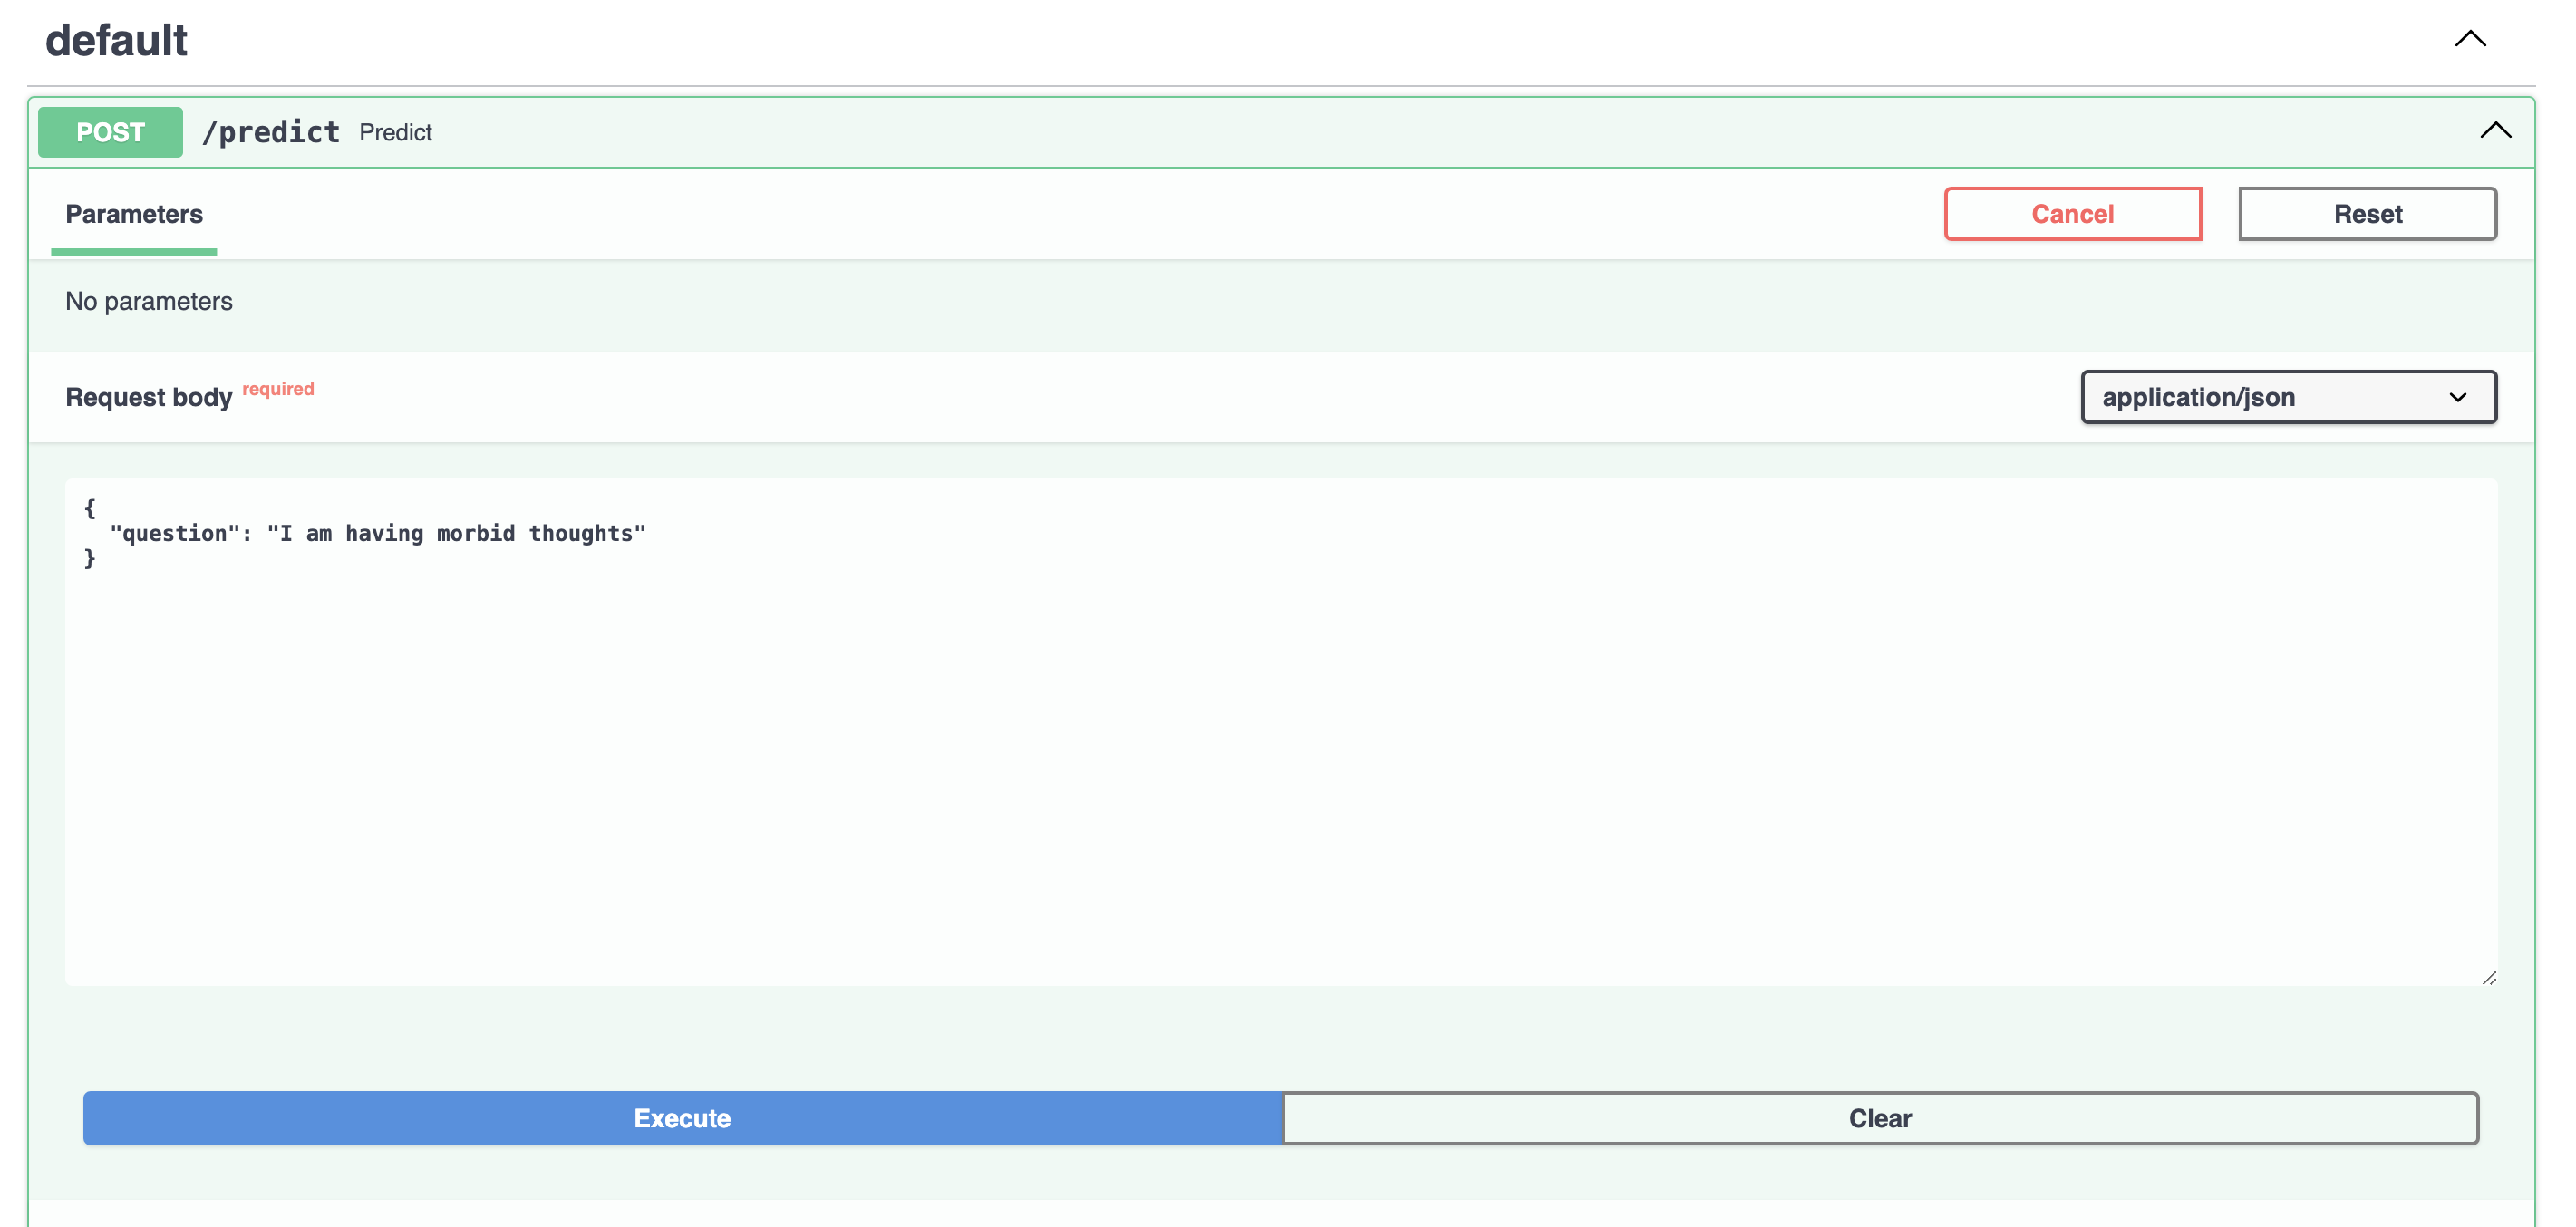 default
POST /predict Predict
Parameters
Cancel
Reset
No parameters
Request body required
application/json
{
"question": "I am having morbid thoughts"
}
Execute
Clear